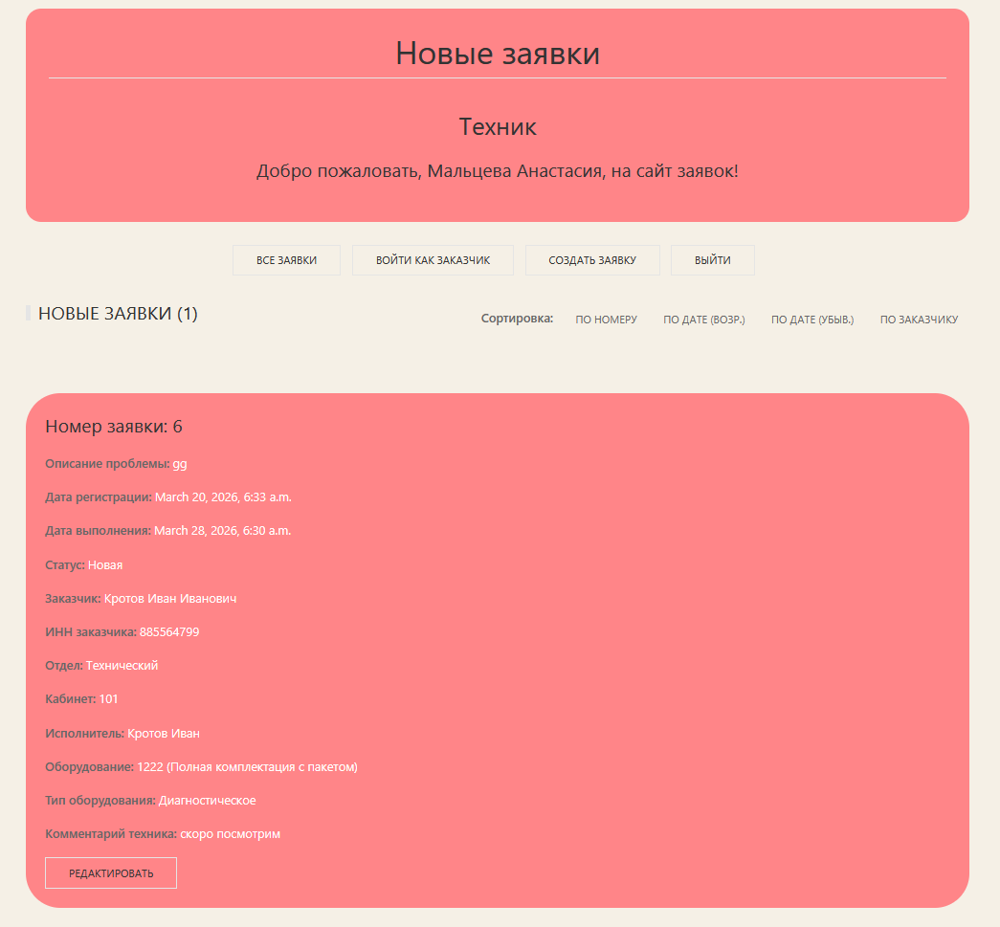 Новые заявки
Техник
Добро пожаловать, Мальцева Анастасия, на сайт заявок!
ВСЕ ЗАЯВКИ ВОЙТИ КАК ЗАКАЗЧИК СОЗДАТЬ ЗАЯВКУ ВЫЙТИ
НОВЫЕ ЗАЯВКИ (1) Сортировка: ПО НОМЕРУ ПО ДАТЕ (ВОЗР.) ПО ДАТЕ (УБЫВ.) ПО ЗАКАЗЧИКУ
Номер заявки: 6
Описание проблемы: gg
Дата регистрации: March 20, 2026, 6:33 a.m.
Дата выполнения: March 28, 2026, 6:30 a.m.
Статус: Новая
Заказчик: Кротов Иван Иванович
ИНН заказчика: 885564799
Отдел: Технический
Кабинет: 101
Исполнитель: Кротов Иван
Оборудование: 1222 (Полная комплектация с пакетом)
Тип оборудования: Диагностическое
Комментарий техника: скоро посмотрим
РЕДАКТИРОВАТЬ